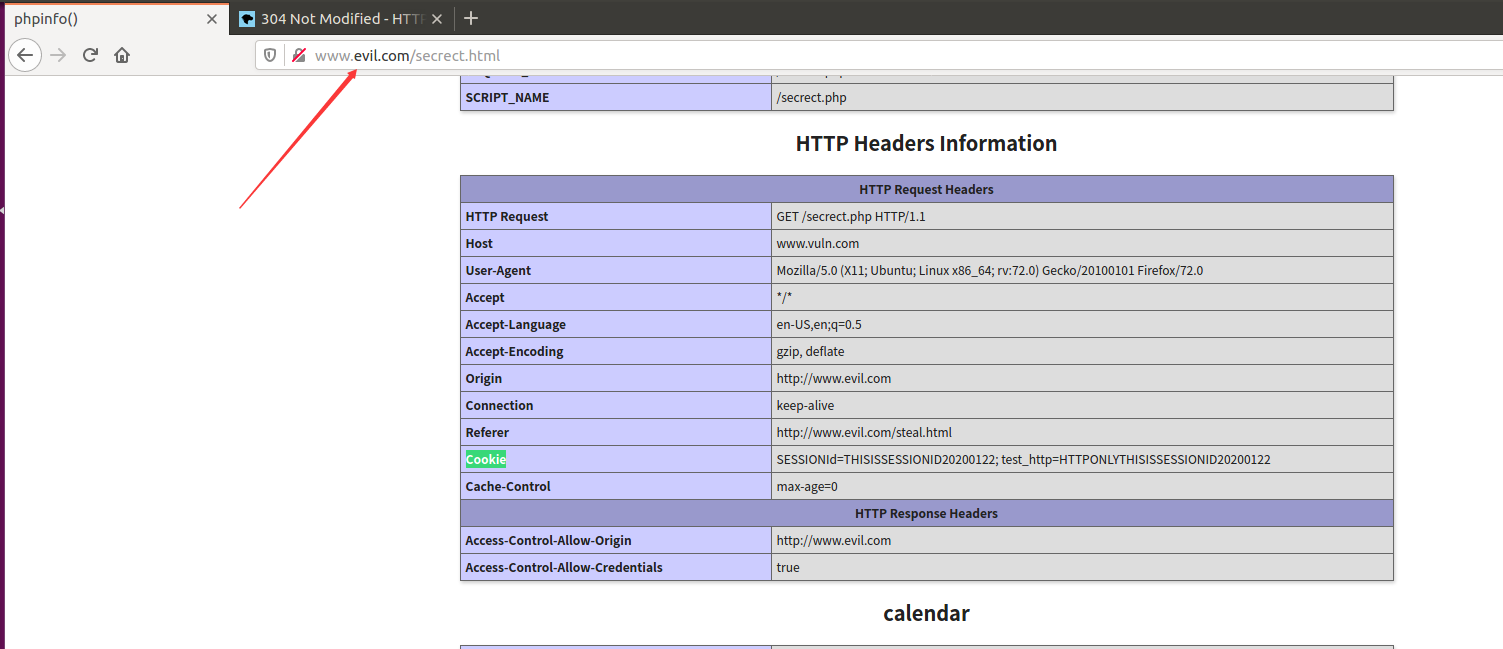 phpinfo()
304 Not Modified - HTT
www.evil.com/secrect.html
SCRIPT_NAME /secrect.php
HTTP Headers Information
HTTP Request Headers
HTTP Request GET /secrect.php HTTP/1.1
Host www.vuln.com
User-Agent Mozilla/5.0 (X11; Ubuntu; Linux x86_64; rv:72.0) Gecko/20100101 Firefox/72.0
Accept */*
Accept-Language en-US,en;q=0.5
Accept-Encoding gzip, deflate
Origin http://www.evil.com
Connection keep-alive
Referer http://www.evil.com/steal.html
Cookie SESSIONId=THISISSESSIONID20200122; test_http=HTTPONLYTHISISSESSIONID20200122
Cache-Control max-age=0
HTTP Response Headers
Access-Control-Allow-Origin http://www.evil.com
Access-Control-Allow-Credentials true
calendar